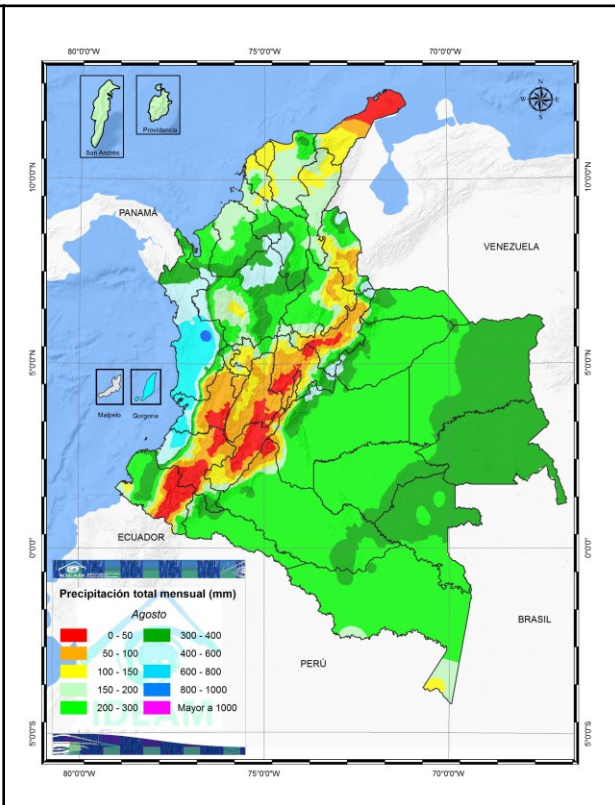 80°0'0"W 75°0'0"W 70°0'0"W
San Andrés
Providencia
N
W E
S
10°0'0"N 10°0'0"N
PANAMÁ
VENEZUELA
5°0'0"N 5°0'0"N
Malpelo
Gorgona
0°0'0" 0°0'0"
ECUADOR
IDEAM
Precipitación total mensual (mm)
Agosto
0 - 50 300 - 400
50 - 100 400 - 600
100 - 150 600 - 800
150 - 200 800 - 1000
200 - 300 Mayor a 1000
IDEAM
BRASIL
PERÚ
5°0'0"S 5°0'0"S
80°0'0"W 75°0'0"W 70°0'0"W